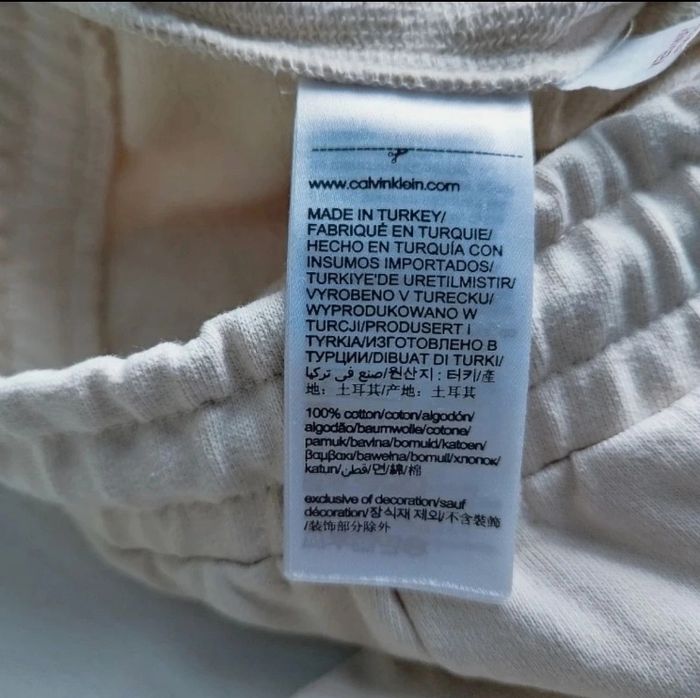 www.calvinklein.com
MADE IN TURKEY/
FABRIQUÉ EN TURQUIE/
HECHO EN TURQUÍA CON
INSUMOS IMPORTADOS/
TURKIYE'DE URETILMISTIR/
VYROBENO V TURECKU/
WYPRODUKOWANO W
TURCJI/PRODUSERT I
TYRKIA/ИЗГОТОВЛЕНО В
ТУРЦИИ/DIBUAT DI TURKI/
صنع في تركيا/원산지 : 터키/產
地：土耳其/产地：土耳其
100% cotton/coton/algodón/
algodão/baumwolle/cotone/
pamuk/bavlna/bomuld/katoen/
βαμβακι/bawełna/bomull/хлопок/
katun/قطن/면/綿/棉
exclusive of decoration/sauf
décoration/장식재 제외/不含裝飾
/装饰部分除外